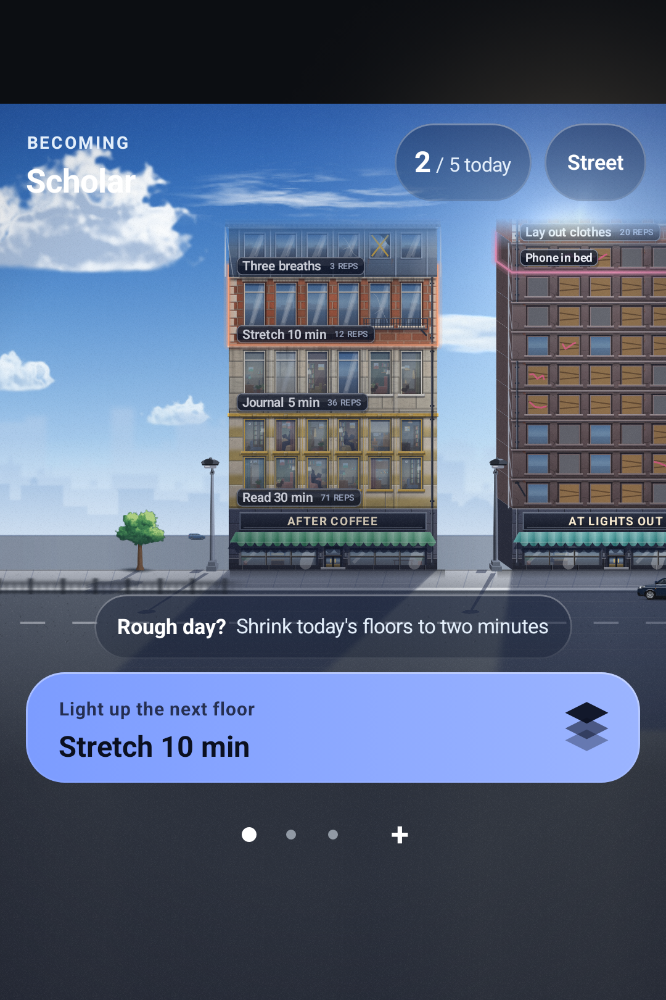 BECOMING
Scholar
2 / 5 today
Street
Lay out clothes 20 REPS
Phone in bed
Three breaths 3 REPS
Stretch 10 min 12 REPS
Journal 5 min 36 REPS
Read 30 min 71 REPS
AFTER COFFEE
AT LIGHTS OUT
Rough day? Shrink today's floors to two minutes
Light up the next floor
Stretch 10 min
+